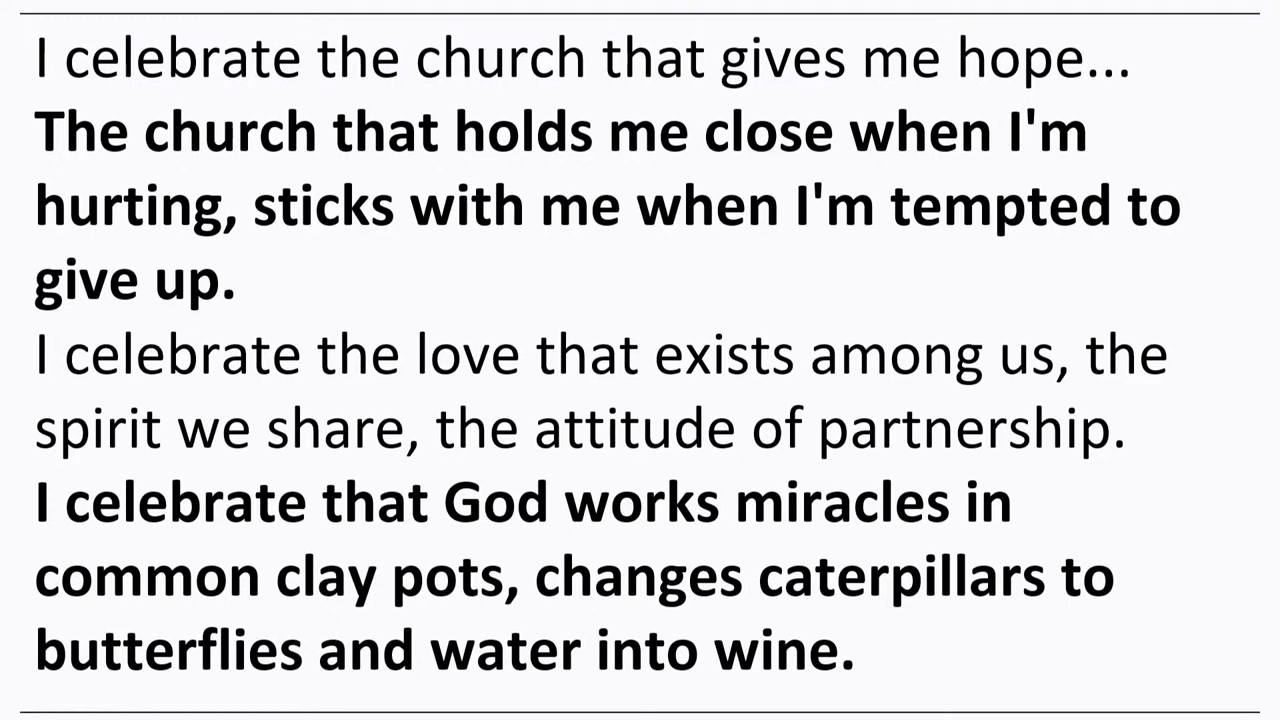 I celebrate the church that gives me hope...
The church that holds me close when I'm
hurting, sticks with me when I'm tempted to
give up.
I celebrate the love that exists among us, the
spirit we share, the attitude of partnership.
I celebrate that God works miracles in
common clay pots, changes caterpillars to
butterflies and water into wine.